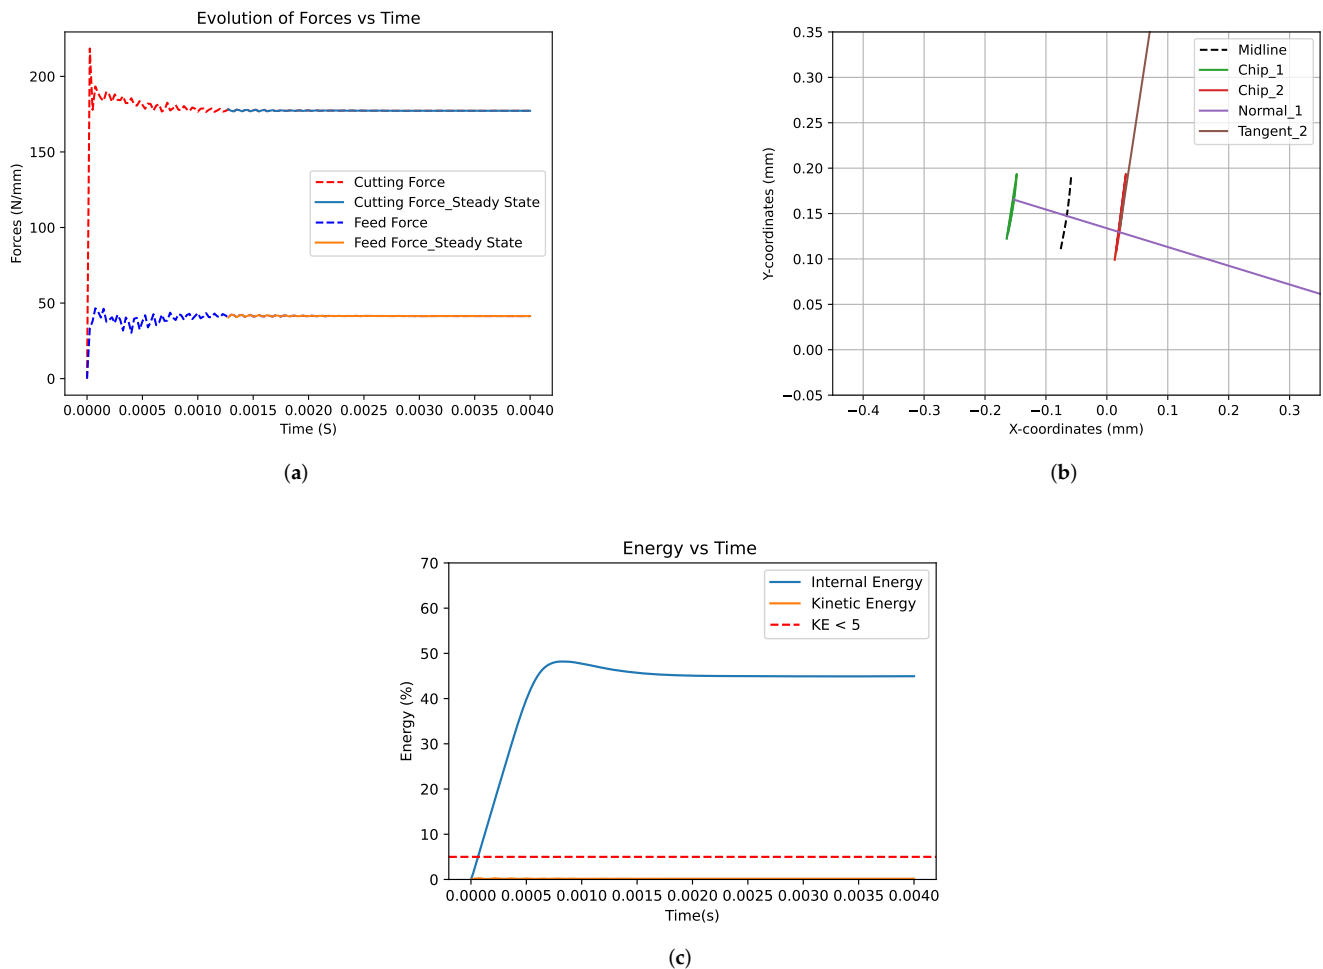 Evolution of Forces vs Time
Forces (N/mm)
200
150
100
50
0
Cutting Force
Cutting Force_Steady State
Feed Force
Feed Force_Steady State
0.0000 0.0005 0.0010 0.0015 0.0020 0.0025 0.0030 0.0035 0.0040
Time (S)
(a)
Y-coordinates (mm)
0.35
0.30
0.25
0.20
0.15
0.10
0.05
0.00
−0.05
Midline
Chip_1
Chip_2
Normal_1
Tangent_2
−0.4 −0.3 −0.2 −0.1 0.0 0.1 0.2 0.3
X-coordinates (mm)
(b)
Energy vs Time
Energy (%)
70
60
50
40
30
20
10
0
Internal Energy
Kinetic Energy
KE < 5
0.0000 0.0005 0.0010 0.0015 0.0020 0.0025 0.0030 0.0035 0.0040
Time(s)
(c)